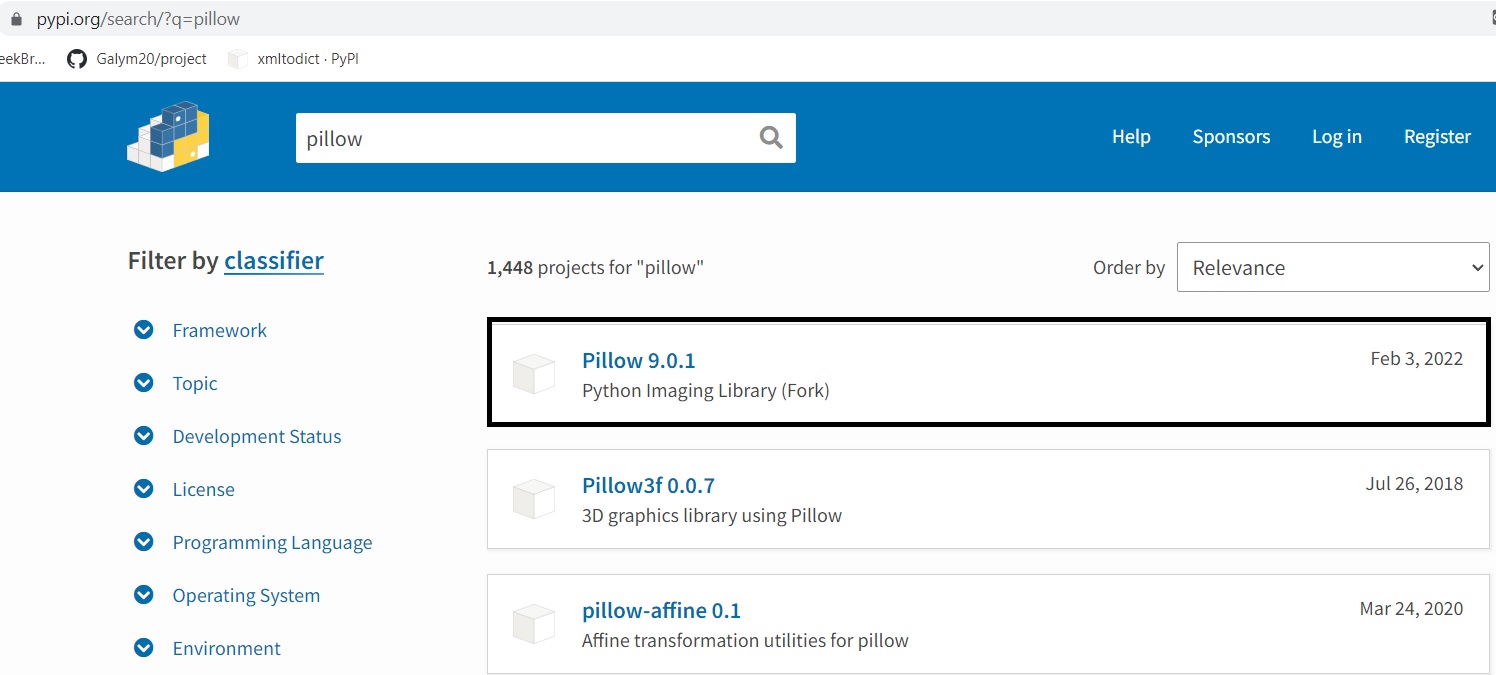 pypi.org/search/?q=pillow
eekBr... Galym20/project xmltodict · PyPI
pillow Help Sponsors Log in Register
Filter by classifier
1,448 projects for "pillow" Order by Relevance
Framework
Topic
Development Status
License
Programming Language
Operating System
Environment
Pillow 9.0.1 Feb 3, 2022
Python Imaging Library (Fork)
Pillow3f 0.0.7 Jul 26, 2018
3D graphics library using Pillow
pillow-affine 0.1 Mar 24, 2020
Affine transformation utilities for pillow